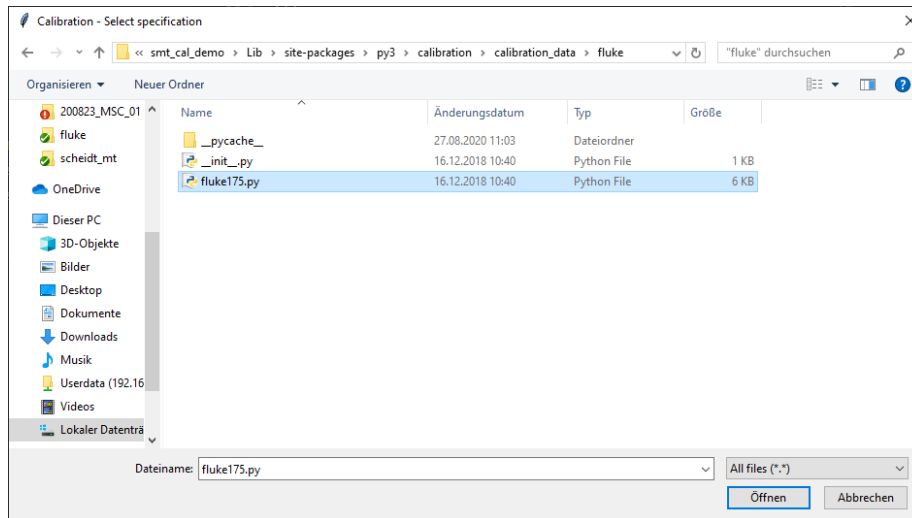 Calibration - Select specification
« smt_cal_demo > Lib > site-packages > py3 > calibration > calibration_data > fluke
"fluke" durchsuchen
Organisieren Neuer Ordner
200823_MSC_01
fluke
scheidt_mt
OneDrive
Dieser PC
3D-Objekte
Bilder
Desktop
Dokumente
Downloads
Musik
Userdata (192.16
Videos
Lokaler Datenträ
Name Änderungsdatum Typ Größe
__pycache__ 27.08.2020 11:03 Dateiordner
__init__.py 16.12.2018 10:40 Python File 1 KB
fluke175.py 16.12.2018 10:40 Python File 6 KB
Dateiname: fluke175.py All files (*.*)
Öffnen Abbrechen